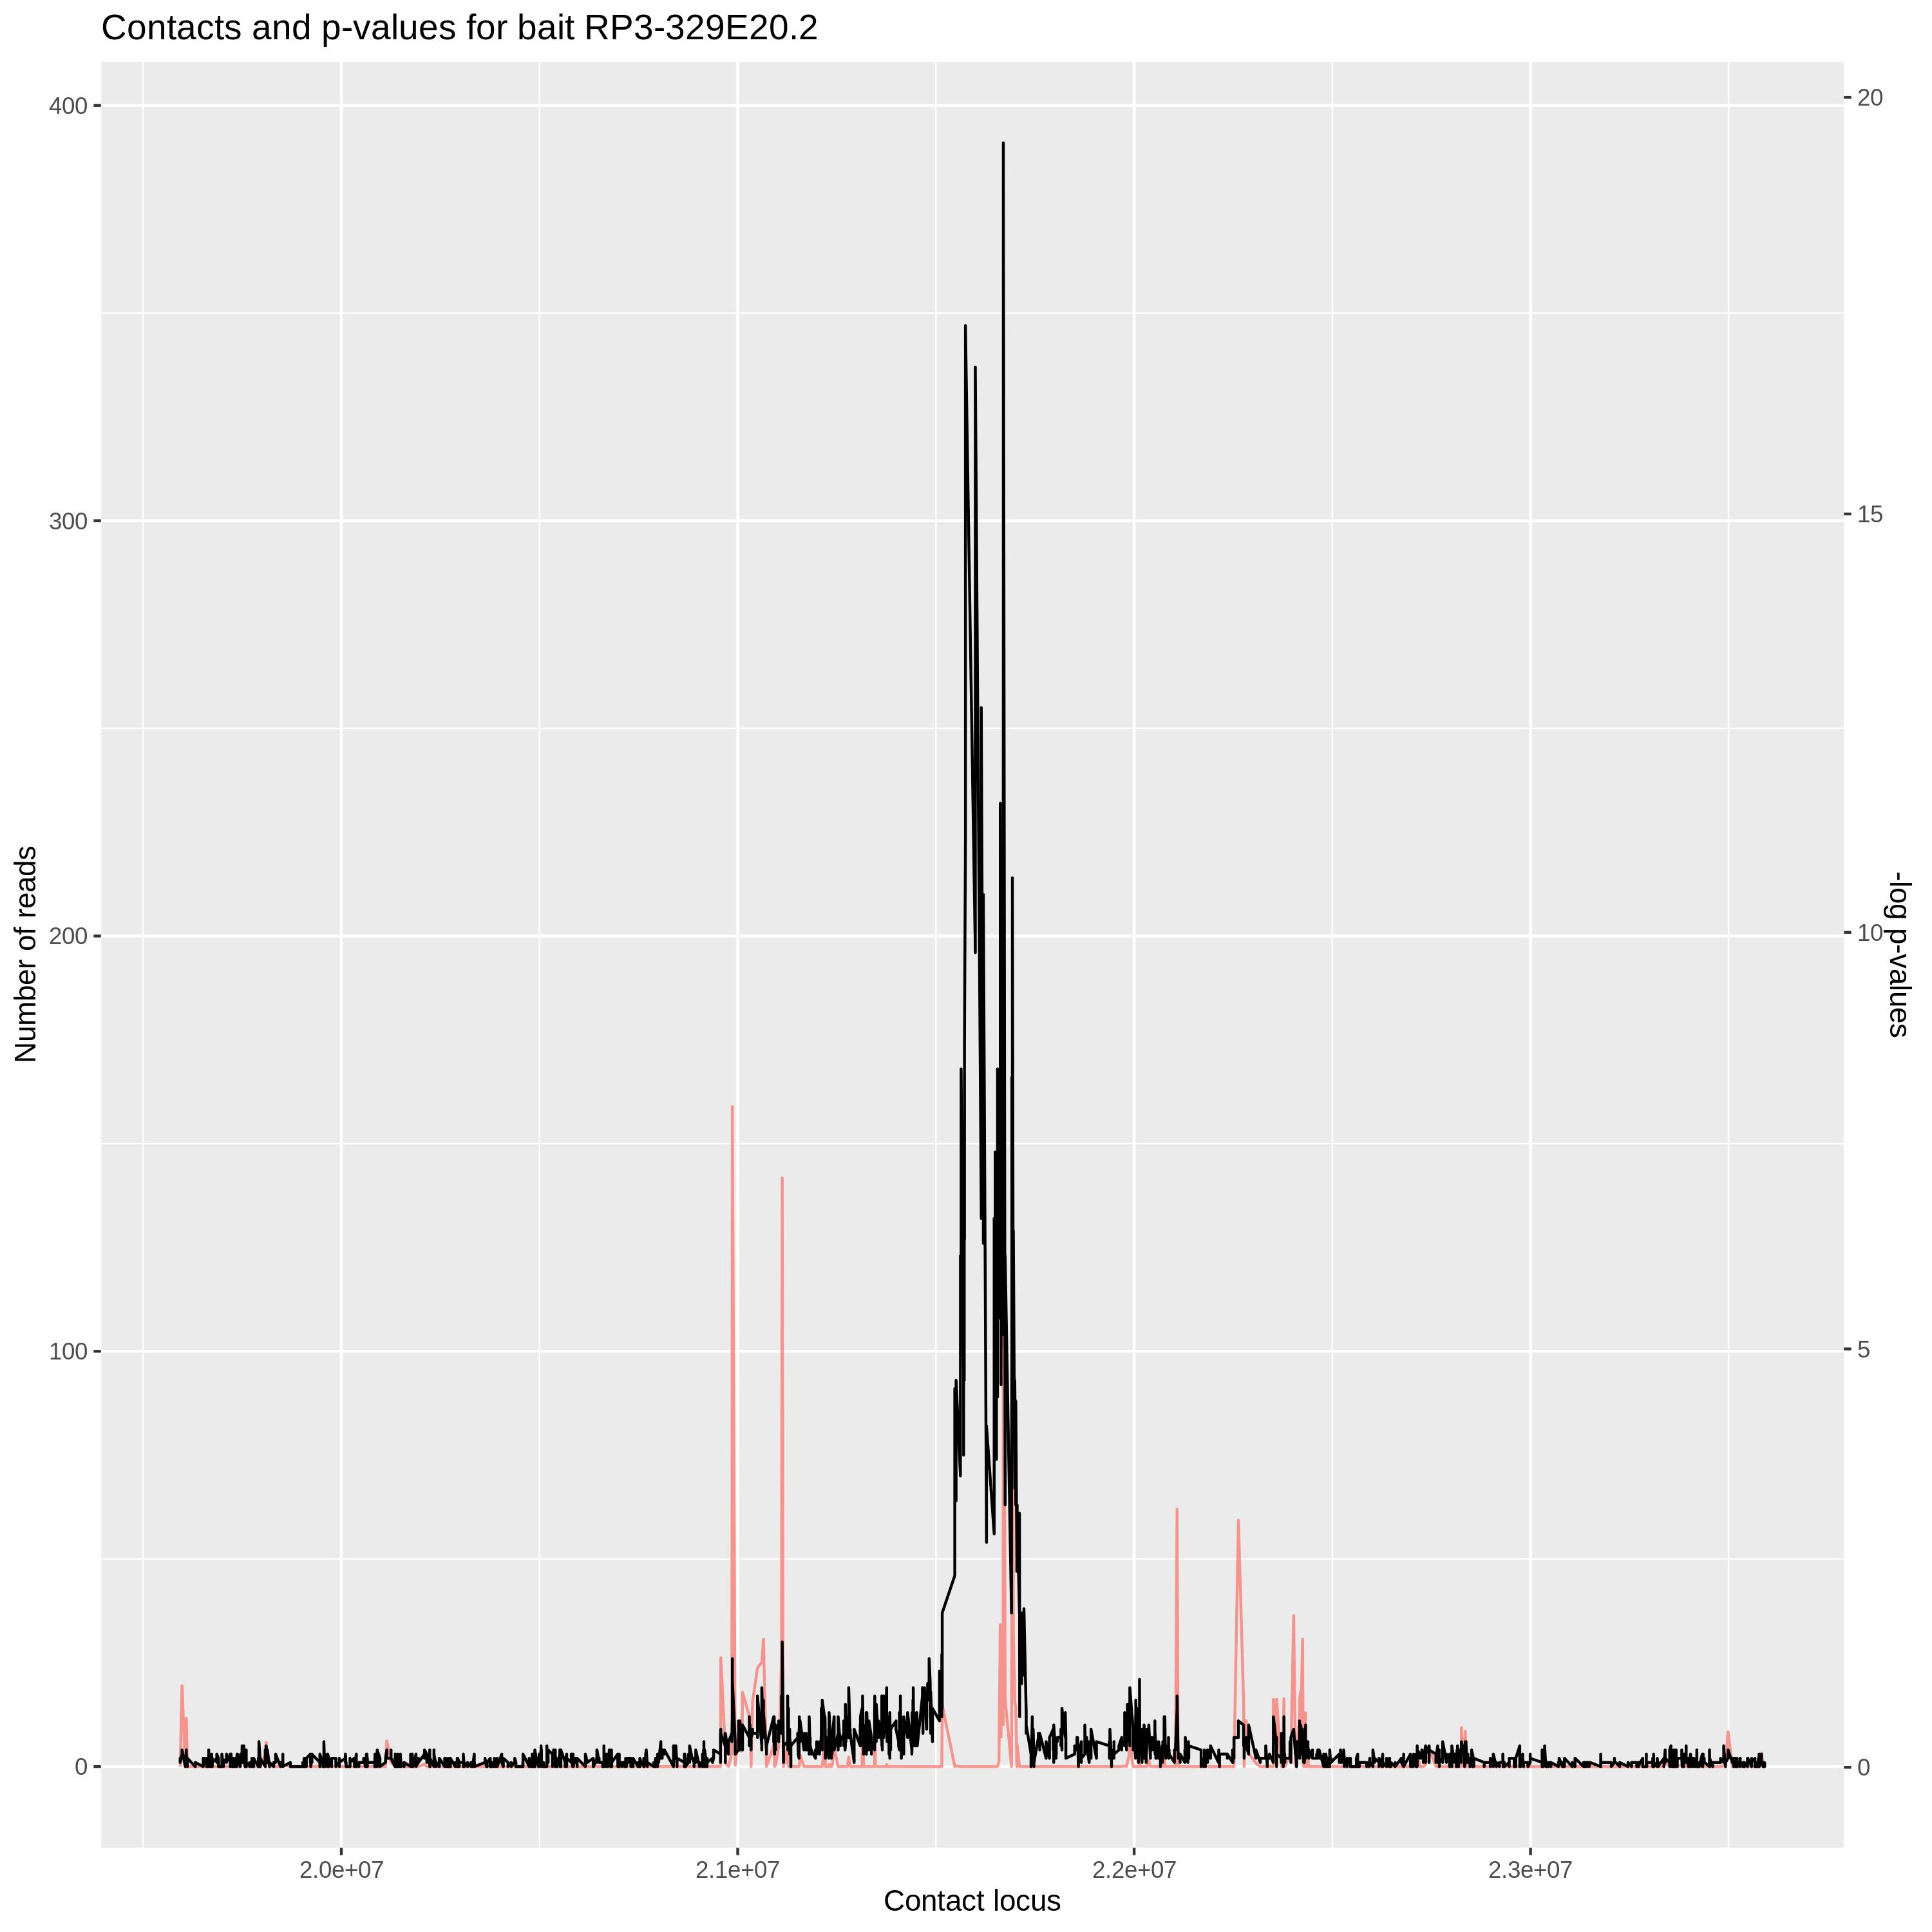 Contacts and p-values for bait RP3-329E20.2
400
300
200
100
0
Number of reads
20
15
10
5
0
-log p-values
2.0e+07
2.1e+07
2.2e+07
2.3e+07
Contact locus